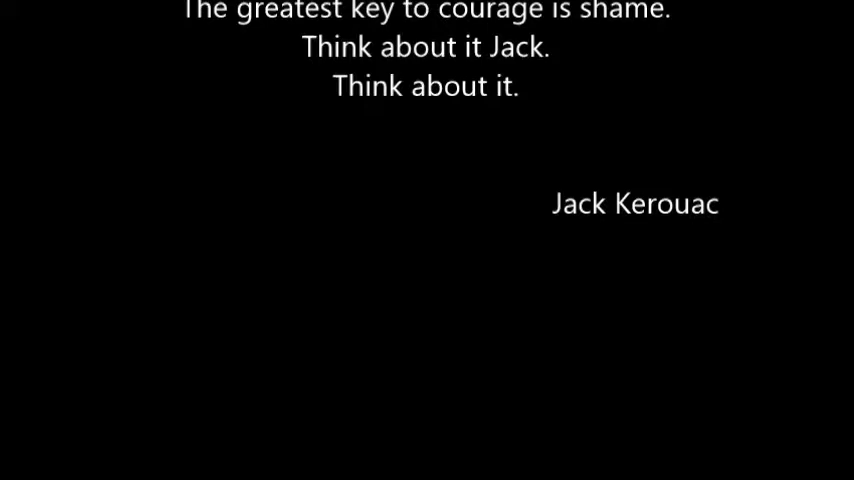 The greatest key to courage is shame.
Think about it Jack.
Think about it.
Jack Kerouac